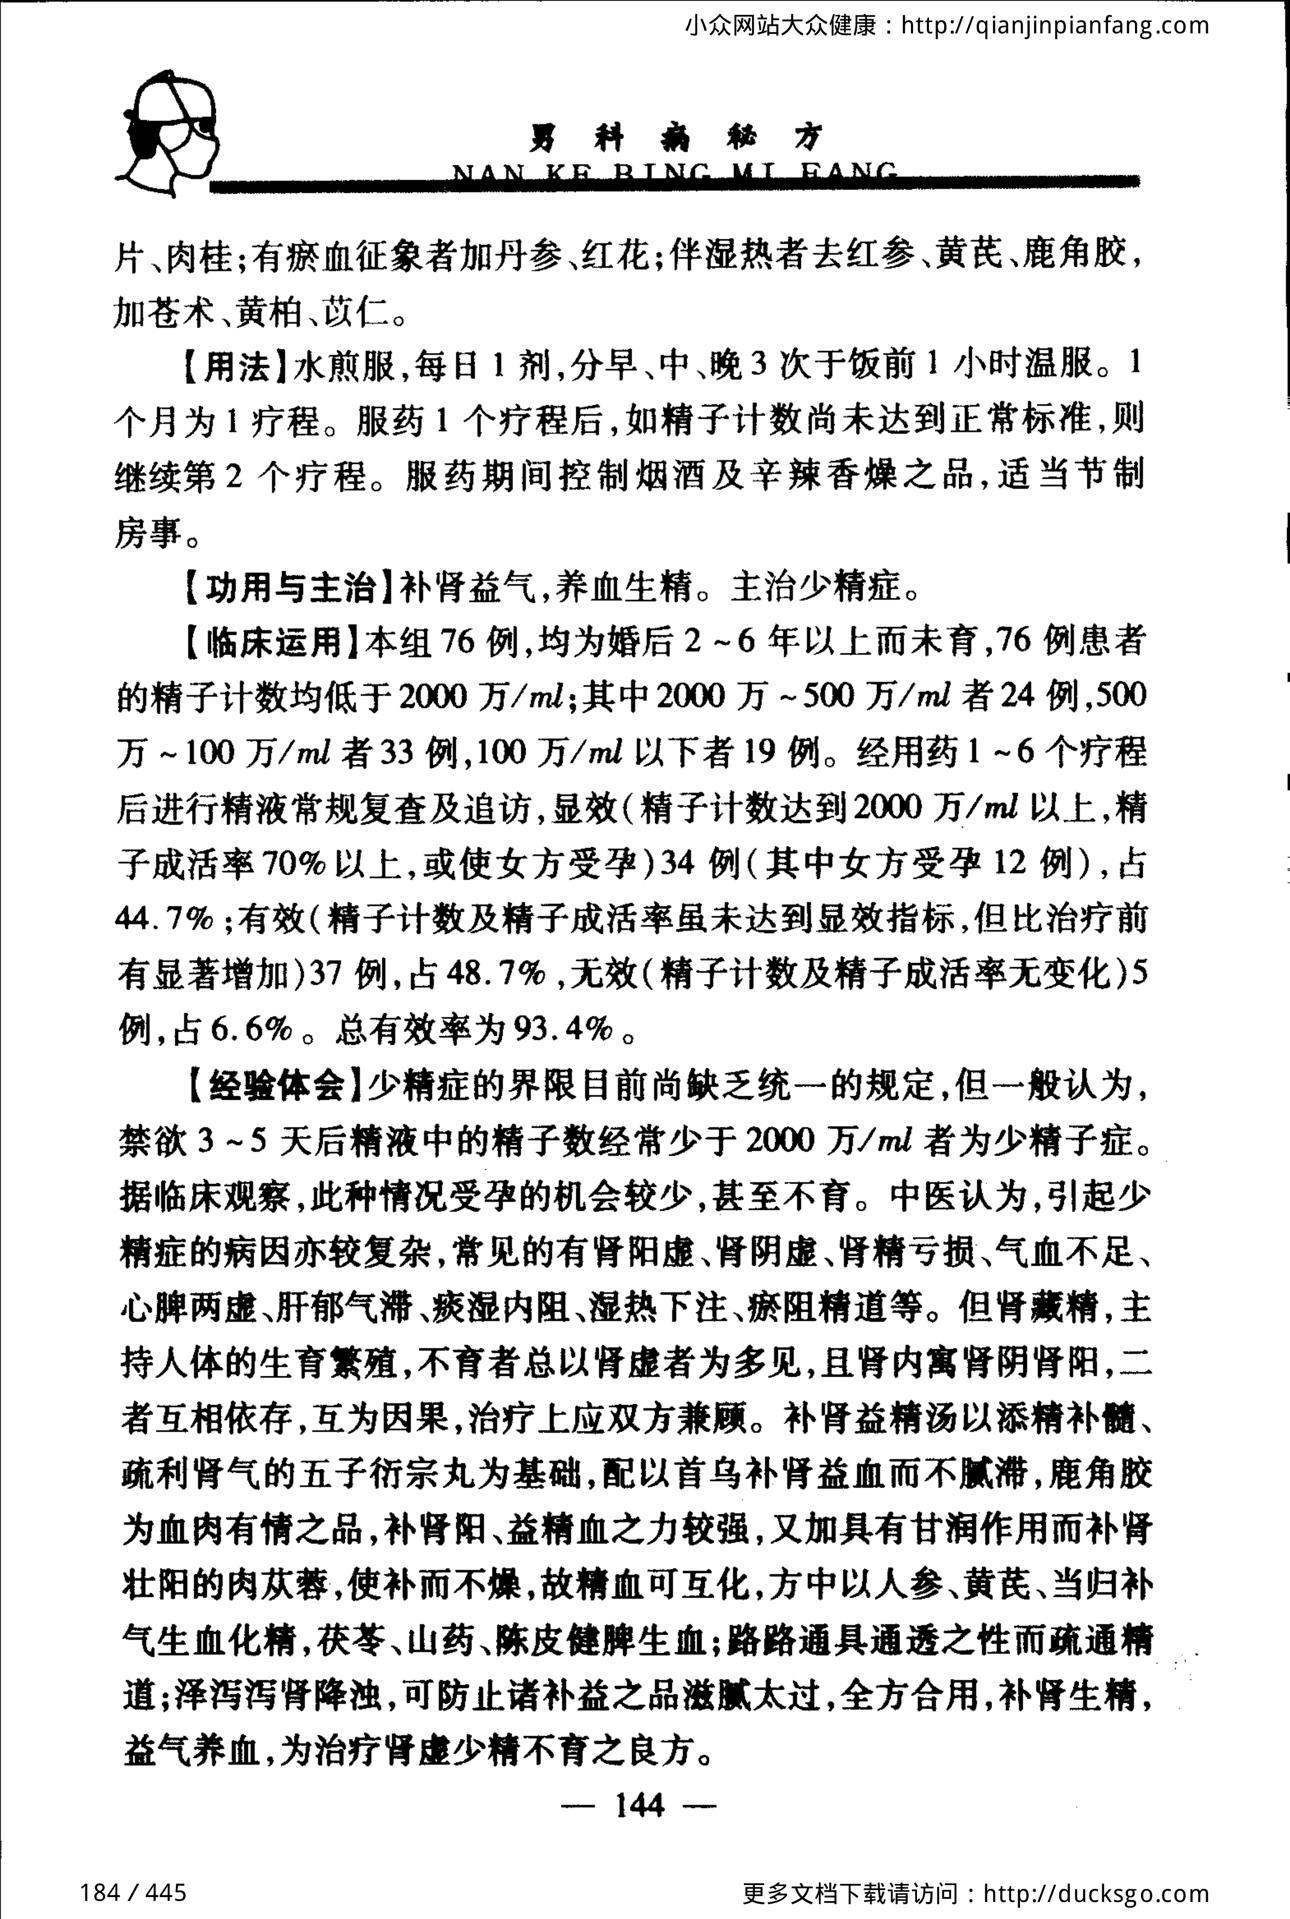 小众网站大众健康：http://qianjinpianfang.com
男科病秘方
NAN KE BING MI FANG
片、肉桂;有瘀血征象者加丹参、红花;伴湿热者去红参、黄芪、鹿角胶,
加苍术、黄柏、苡仁。
【用法】水煎服,每日1剂,分早、中、晚3次于饭前1小时温服。1
个月为1疗程。服药1个疗程后,如精子计数尚未达到正常标准,则
继续第2个疗程。服药期间控制烟酒及辛辣香燥之品,适当节制
房事。
【功用与主治】补肾益气,养血生精。主治少精症。
【临床运用】本组76例,均为婚后2~6年以上而未育,76例患者
的精子计数均低于2000万/ml;其中2000万~500万/ml者24例,500
万~100万/ml者33例,100万/ml以下者19例。经用药1~6个疗程
后进行精液常规复查及追访,显效(精子计数达到2000万/ml以上,精
子成活率70%以上,或使女方受孕)34例(其中女方受孕12例),占
44.7%;有效(精子计数及精子成活率虽未达到显效指标,但比治疗前
有显著增加)37例,占48.7%,无效(精子计数及精子成活率无变化)5
例,占6.6%。总有效率为93.4%。
【经验体会】少精症的界限目前尚缺乏统一的规定,但一般认为,
禁欲3~5天后精液中的精子数经常少于2000万/ml者为少精子症。
据临床观察,此种情况受孕的机会较少,甚至不育。中医认为,引起少
精症的病因亦较复杂,常见的有肾阳虚、肾阴虚、肾精亏损、气血不足、
心脾两虚、肝郁气滞、痰湿内阻、湿热下注、瘀阻精道等。但肾藏精,主
持人体的生育繁殖,不育者总以肾虚者为多见,且肾内寓肾阴肾阳,二
者互相依存,互为因果,治疗上应双方兼顾。补肾益精汤以添精补髓、
疏利肾气的五子衍宗丸为基础,配以首乌补肾益血而不腻滞,鹿角胶
为血肉有情之品,补肾阳、益精血之力较强,又加具有甘润作用而补肾
壮阳的肉苁蓉,使补而不燥,故精血可互化,方中以人参、黄芪、当归补
气生血化精,茯苓、山药、陈皮健脾生血;路路通具通透之性而疏通精
道;泽泻泻肾降浊,可防止诸补益之品滋腻太过,全方合用,补肾生精,
益气养血,为治疗肾虚少精不育之良方。
— 144 —
184 / 445
更多文档下载请访问：http://ducksgo.com